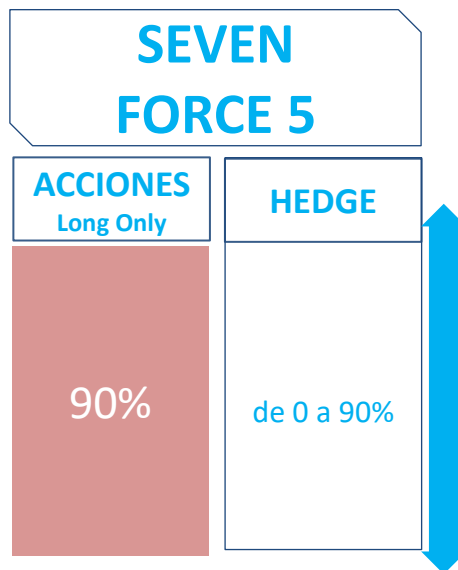 SEVEN
FORCE 5
ACCIONES
Long Only
HEDGE
90%
de 0 a 90%